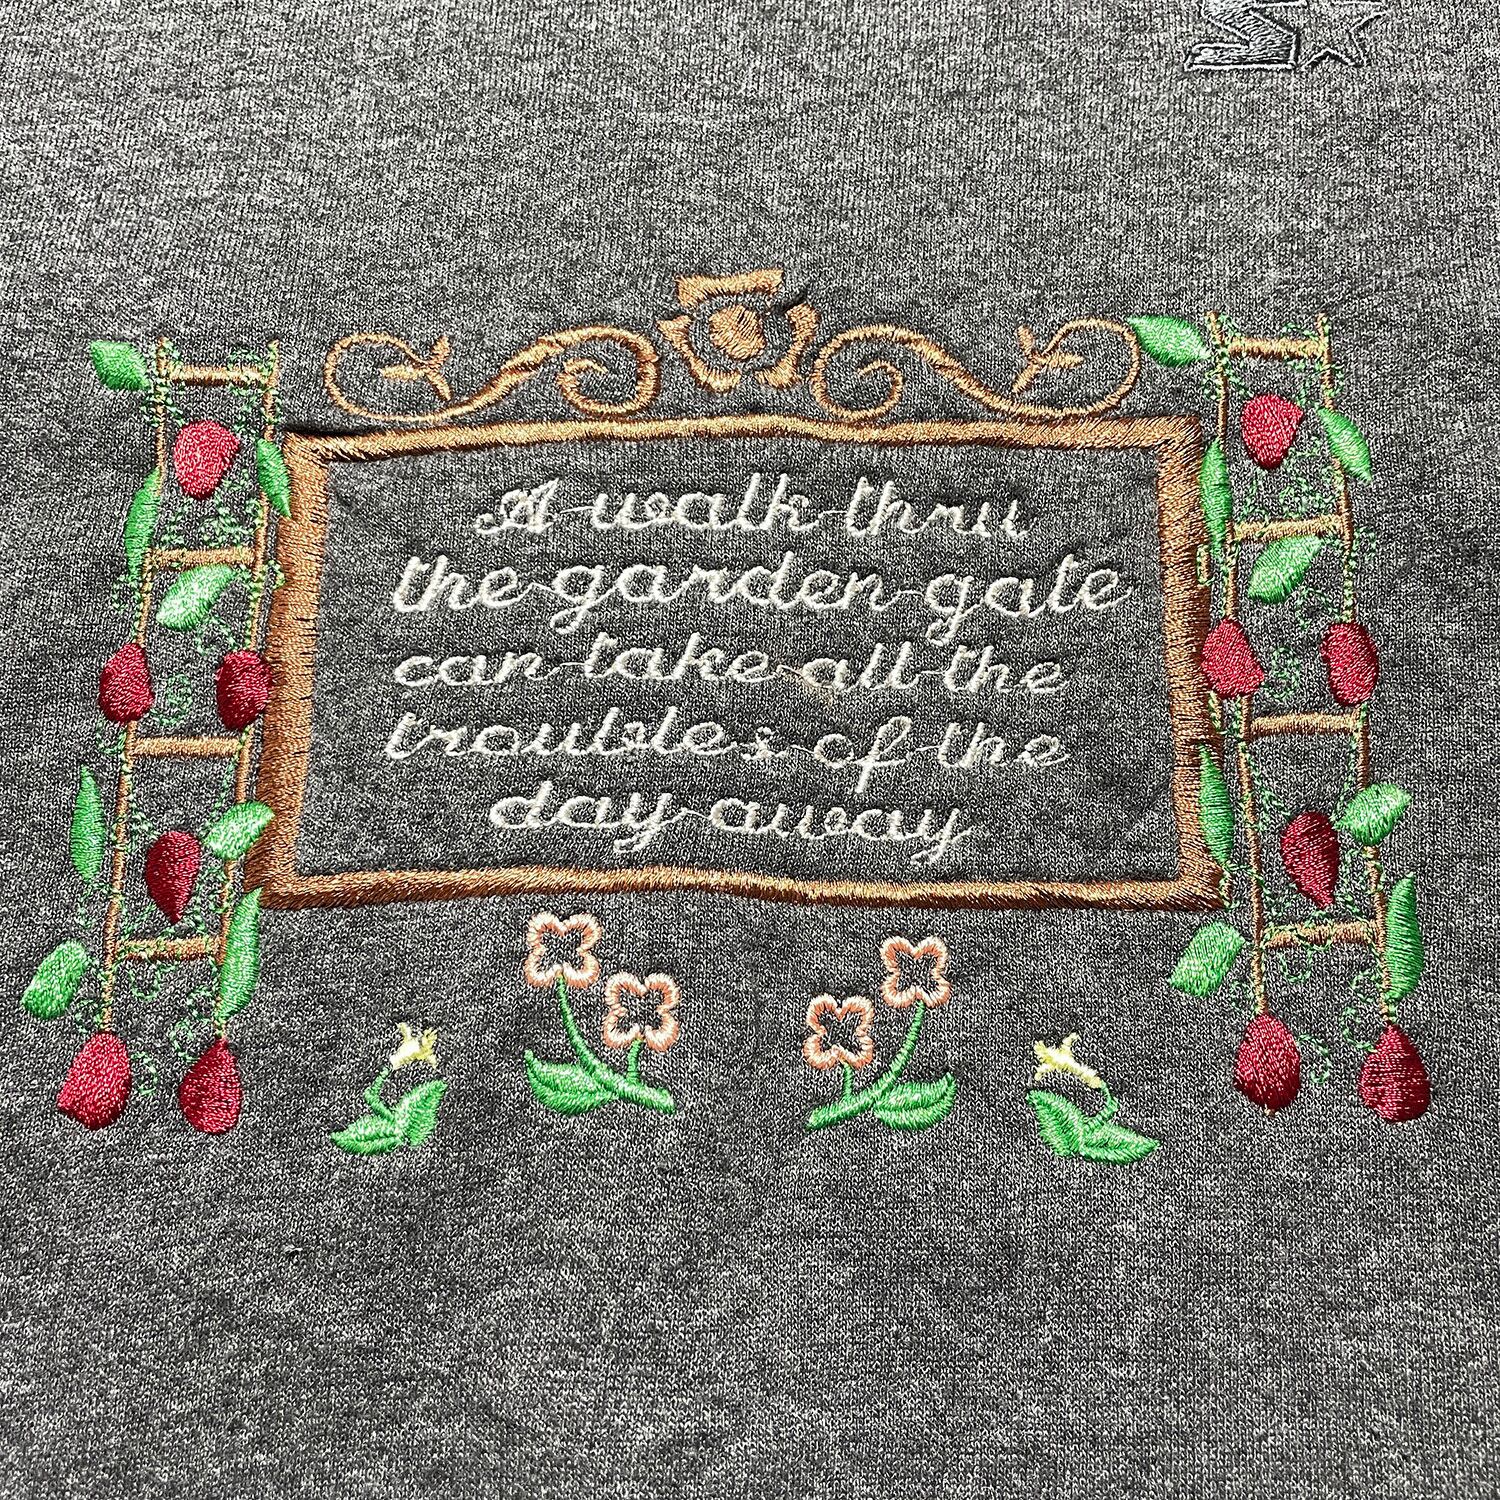 A walk thru
the garden gate
can take all the
troubles of the
day away